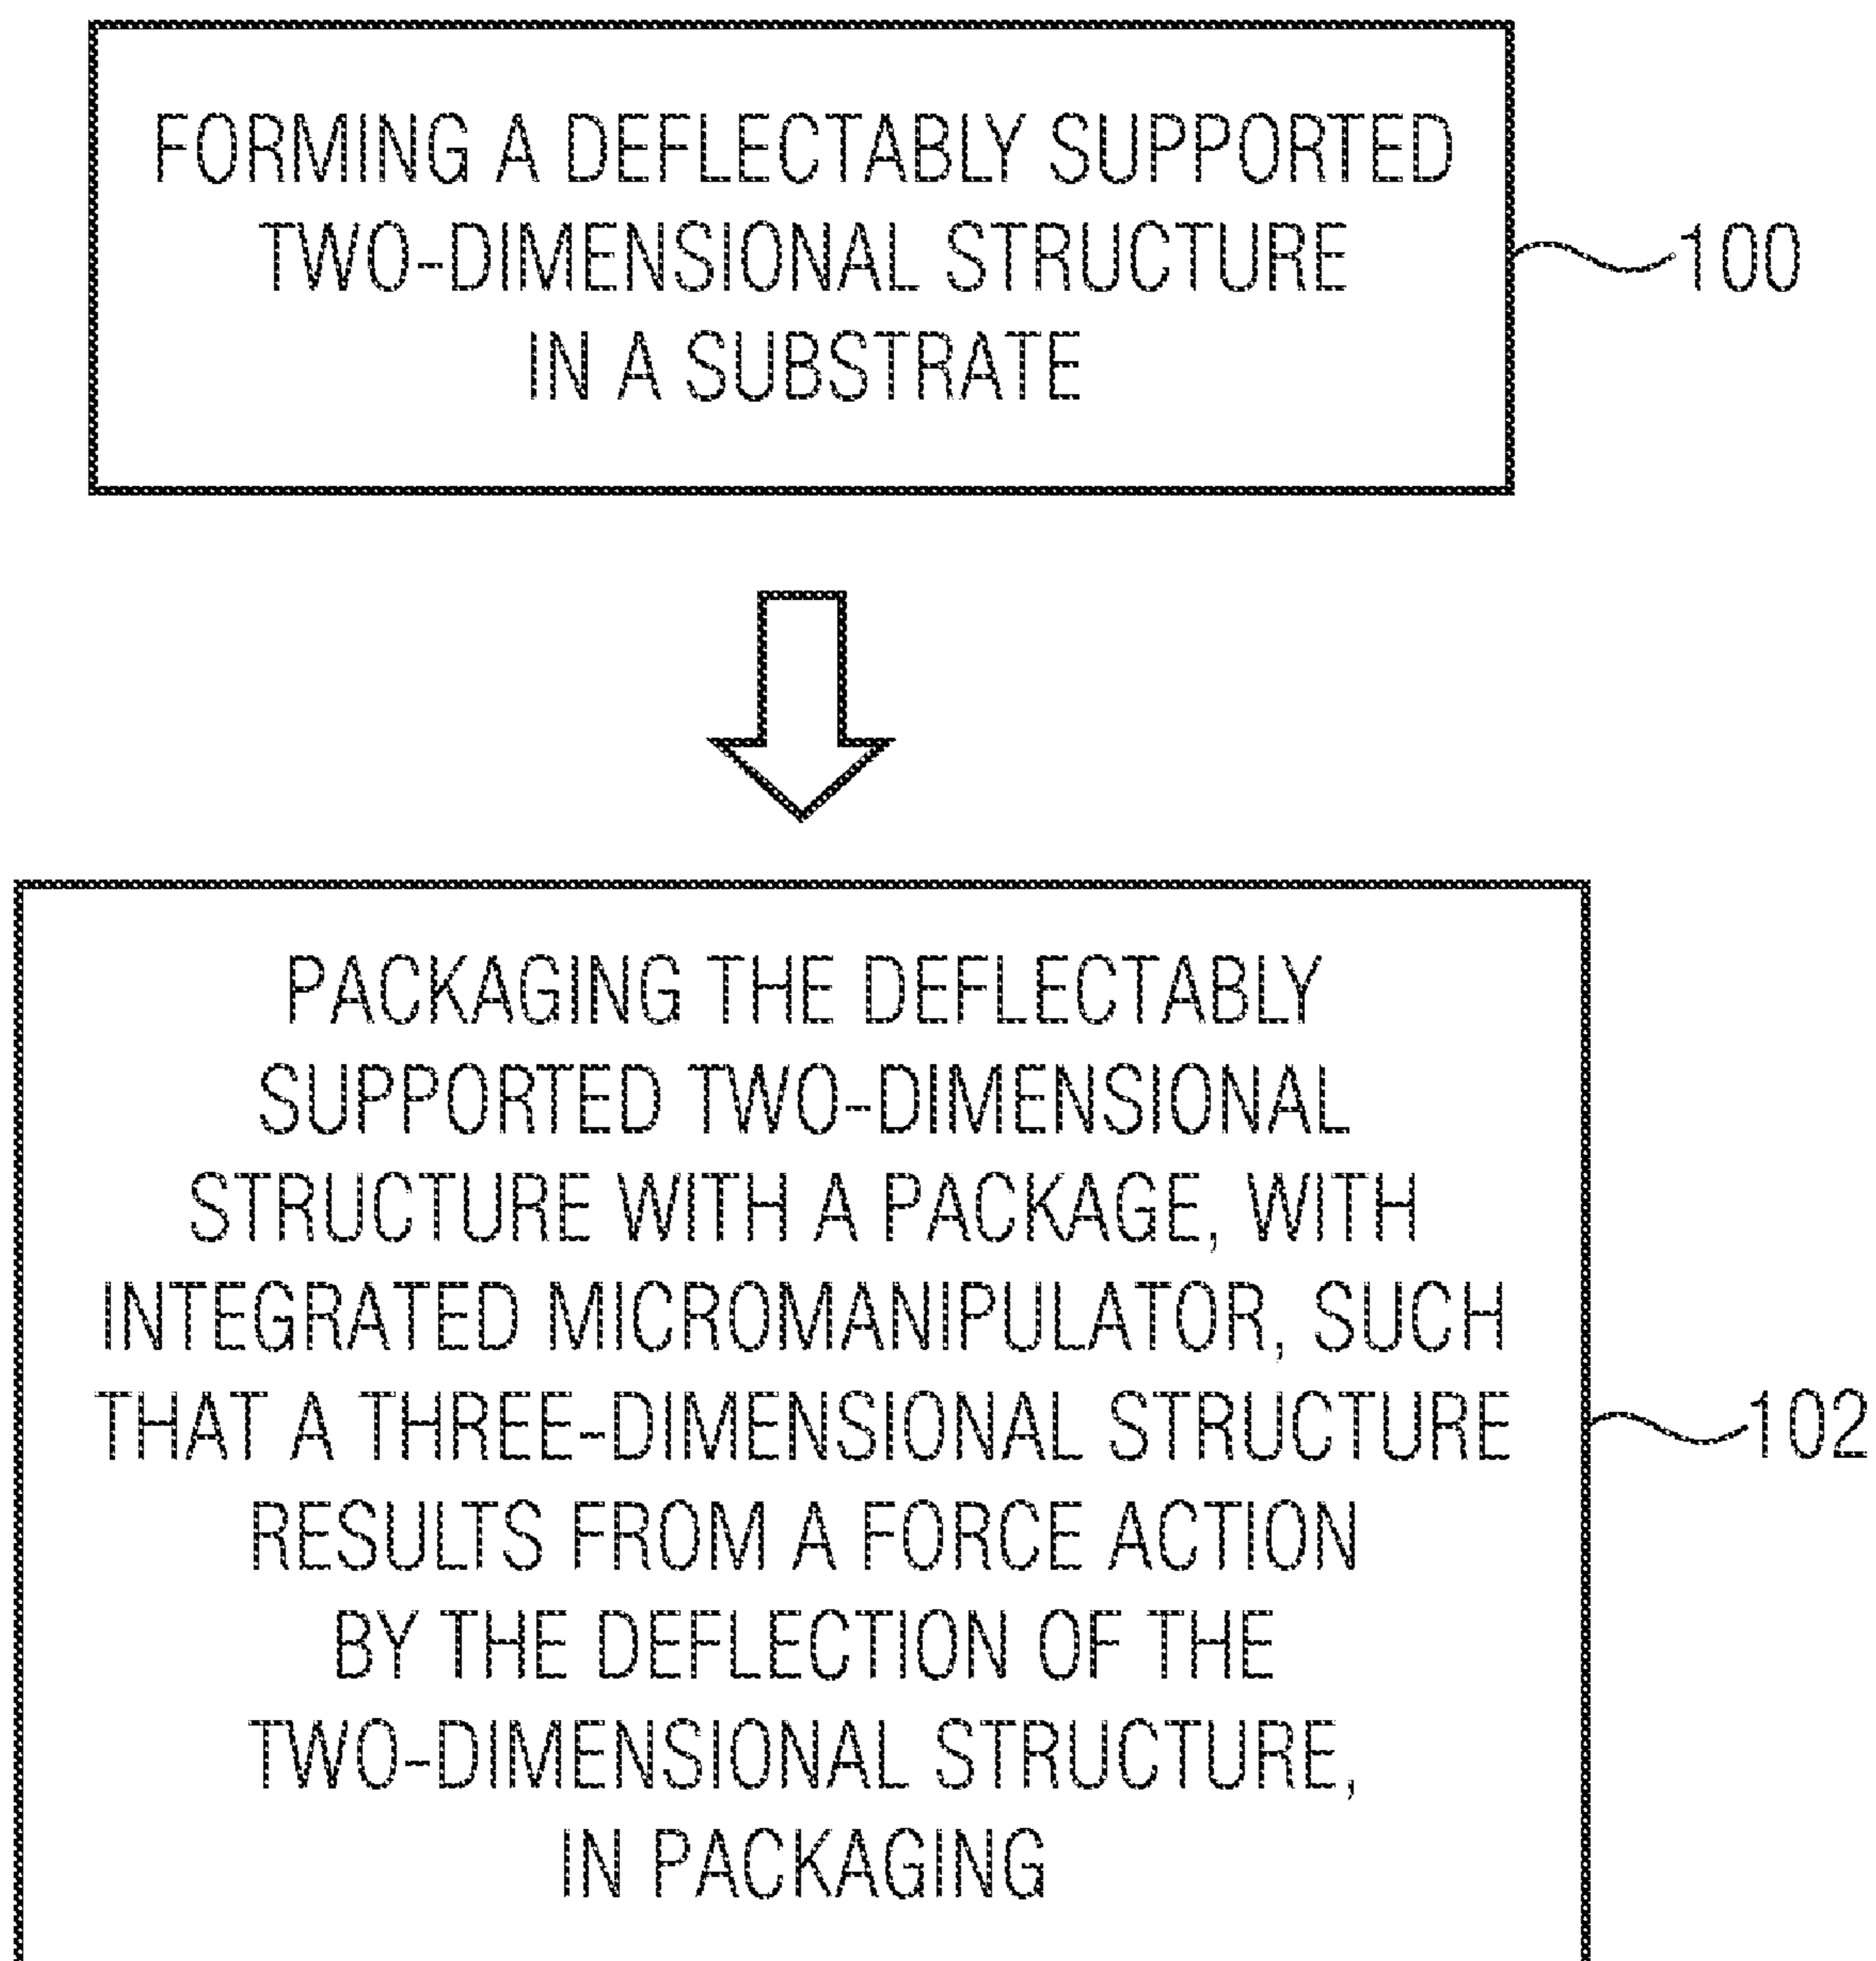 FORMING A DEFLECTABLY SUPPORTED
TWO-DIMENSIONAL STRUCTURE
IN A SUBSTRATE
100
PACKAGING THE DEFLECTABLY
SUPPORTED TWO-DIMENSIONAL
STRUCTURE WITH A PACKAGE, WITH
INTEGRATED MICROMANIPULATOR, SUCH
THAT A THREE-DIMENSIONAL STRUCTURE
RESULTS FROM A FORCE ACTION
BY THE DEFLECTION OF THE
TWO-DIMENSIONAL STRUCTURE,
IN PACKAGING
102